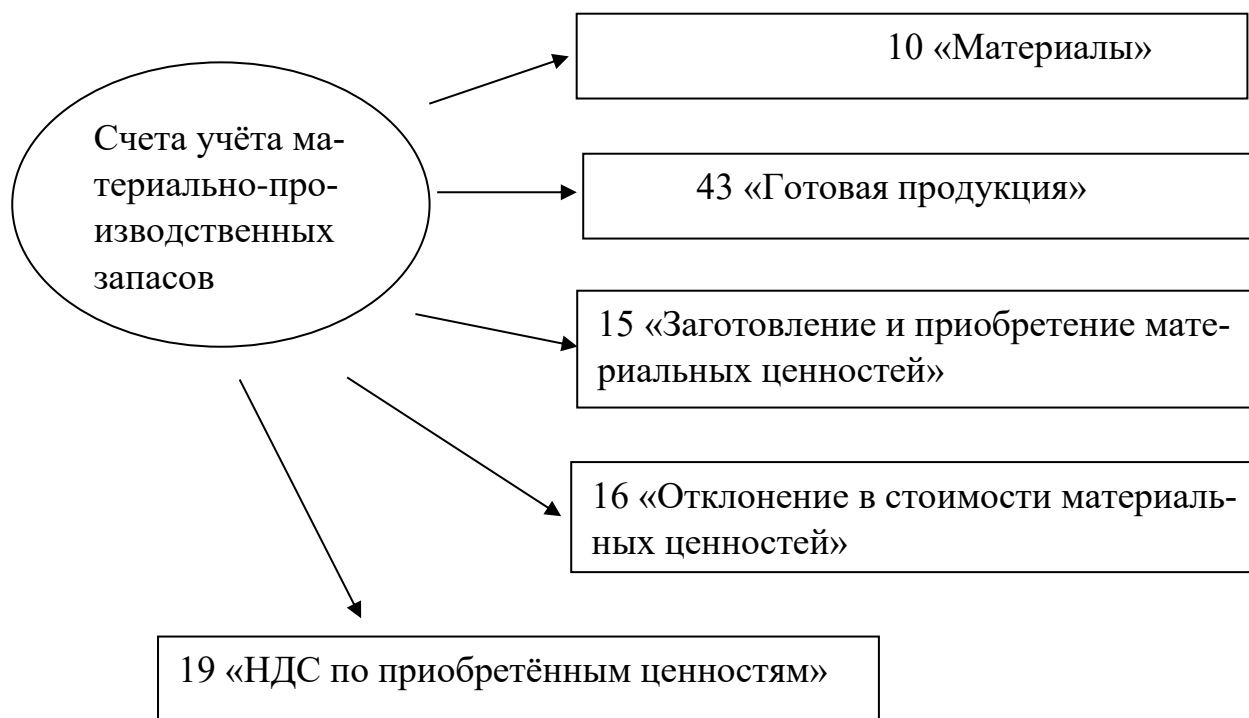 10 «Материалы»
Счета учёта ма-
териально-про-
изводственных
запасов
43 «Готовая продукция»
15 «Заготовление и приобретение мате-
риальных ценностей»
16 «Отклонение в стоимости материаль-
ных ценностей»
19 «НДС по приобретённым ценностям»